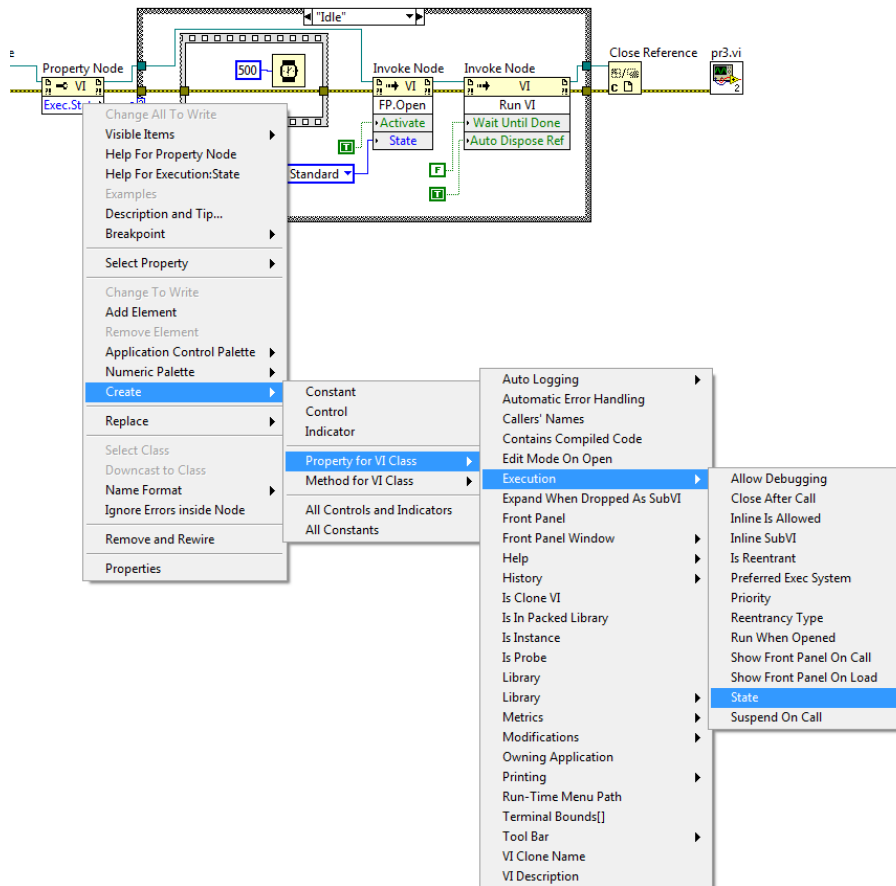 "Idle"
Property Node
VI
500
Invoke Node
VI
FP.Open
Activate
State
T
Standard
Invoke Node
VI
Run VI
Wait Until Done
Auto Dispose Ref
F
T
Close Reference
pr3.vi
2
Change All To Write
Visible Items
Help For Property Node
Help For Execution:State
Examples
Description and Tip...
Breakpoint
Select Property
Change To Write
Add Element
Remove Element
Application Control Palette
Numeric Palette
Create
Replace
Select Class
Downcast to Class
Name Format
Ignore Errors inside Node
Remove and Rewire
Properties
Constant
Control
Indicator
Property for VI Class
Method for VI Class
All Controls and Indicators
All Constants
Auto Logging
Automatic Error Handling
Callers' Names
Contains Compiled Code
Edit Mode On Open
Execution
Expand When Dropped As SubVI
Front Panel
Front Panel Window
Help
History
Is Clone VI
Is In Packed Library
Is Instance
Is Probe
Library
Library
Metrics
Modifications
Owning Application
Printing
Run-Time Menu Path
Terminal Bounds[]
Tool Bar
VI Clone Name
VI Description
Allow Debugging
Close After Call
Inline Is Allowed
Inline SubVI
Is Reentrant
Preferred Exec System
Priority
Reentrancy Type
Run When Opened
Show Front Panel On Call
Show Front Panel On Load
State
Suspend On Call